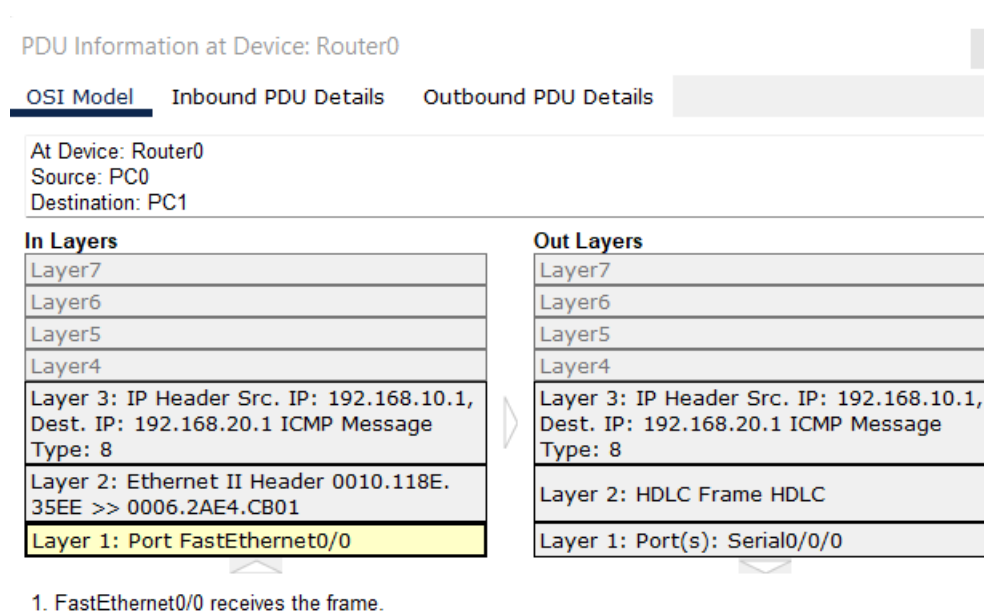 PDU Information at Device: Router0
OSI Model Inbound PDU Details Outbound PDU Details
At Device: Router0
Source: PC0
Destination: PC1
In Layers
Layer7
Layer6
Layer5
Layer4
Layer 3: IP Header Src. IP: 192.168.10.1,
Dest. IP: 192.168.20.1 ICMP Message
Type: 8
Layer 2: Ethernet II Header 0010.118E.
35EE >> 0006.2AE4.CB01
Layer 1: Port FastEthernet0/0
Out Layers
Layer7
Layer6
Layer5
Layer4
Layer 3: IP Header Src. IP: 192.168.10.1,
Dest. IP: 192.168.20.1 ICMP Message
Type: 8
Layer 2: HDLC Frame HDLC
Layer 1: Port(s): Serial0/0/0
1. FastEthernet0/0 receives the frame.